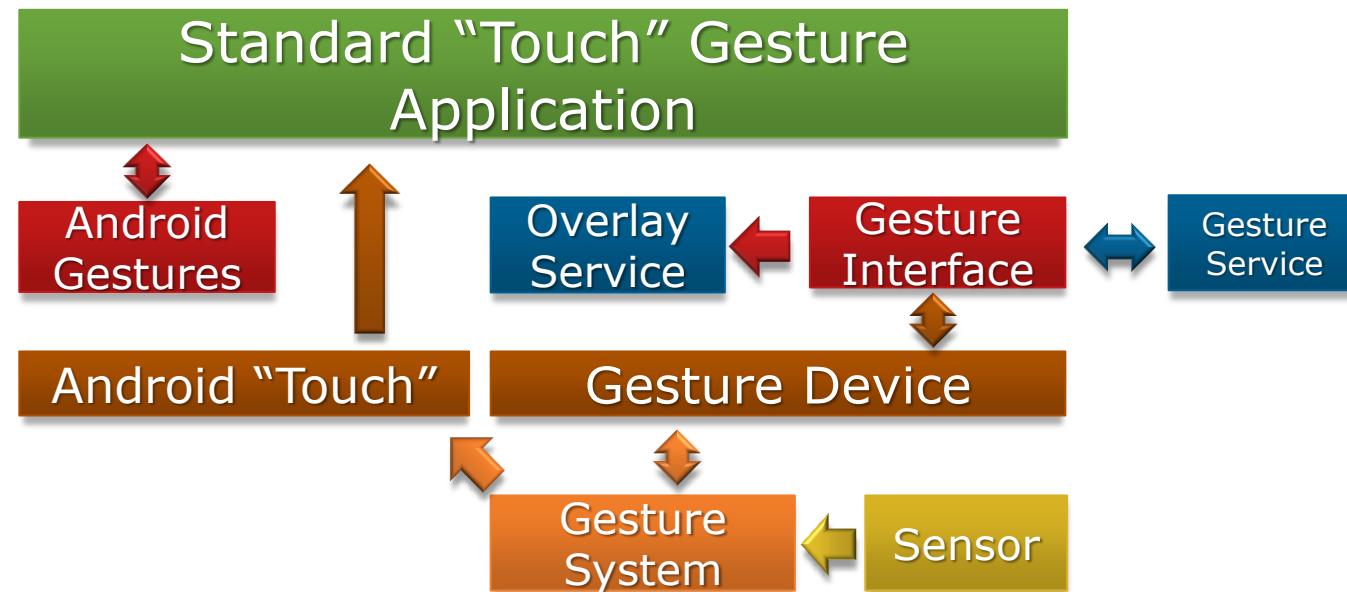 Standard “Touch” Gesture
Application
Android
Gestures
Overlay
Service
Gesture
Interface
Gesture
Service
Android “Touch”
Gesture Device
Gesture
System
Sensor